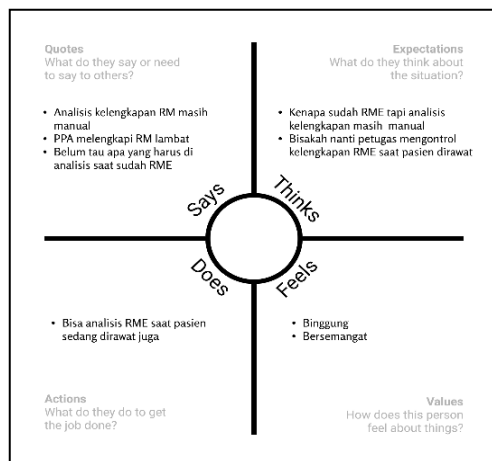 Quotes
What do they say or need
to say to others?
Expectations
What do they think about
the situation?
• Analisis kelengkapan RM masih
manual
• PPA melengkapi RM lambat
• Belum tau apa yang harus di
analisis saat sudah RME
• Kenapa sudah RME tapi analisis
kelengkapan masih manual
• Bisakah nanti petugas mengontrol
kelengkapan RME saat pasien dirawat
Says
Thinks
Does
Feels
• Bisa analisis RME saat pasien
sedang dirawat juga
• Binggung
• Bersemangat
Actions
What do they do to get
the job done?
Values
How does this person
feel about things?